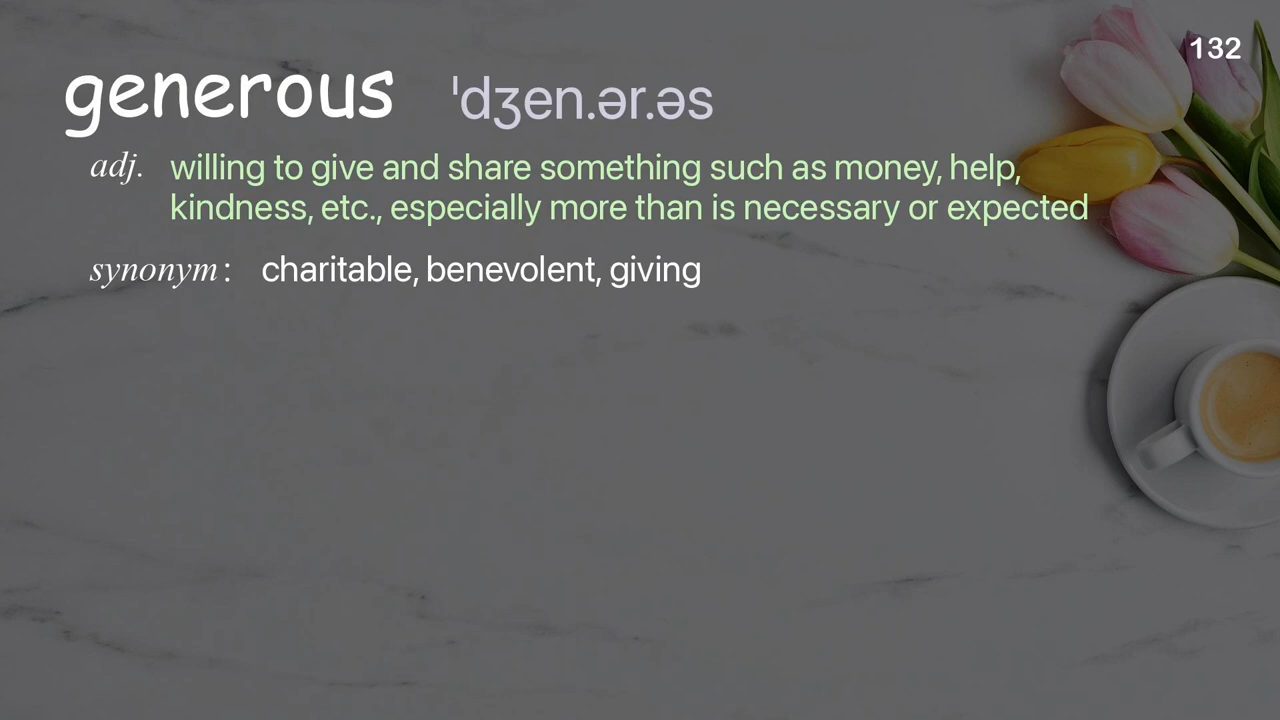 132
generous ˈdʒen.ər.əs
adj. willing to give and share something such as money, help,
kindness, etc., especially more than is necessary or expected
synonym : charitable, benevolent, giving